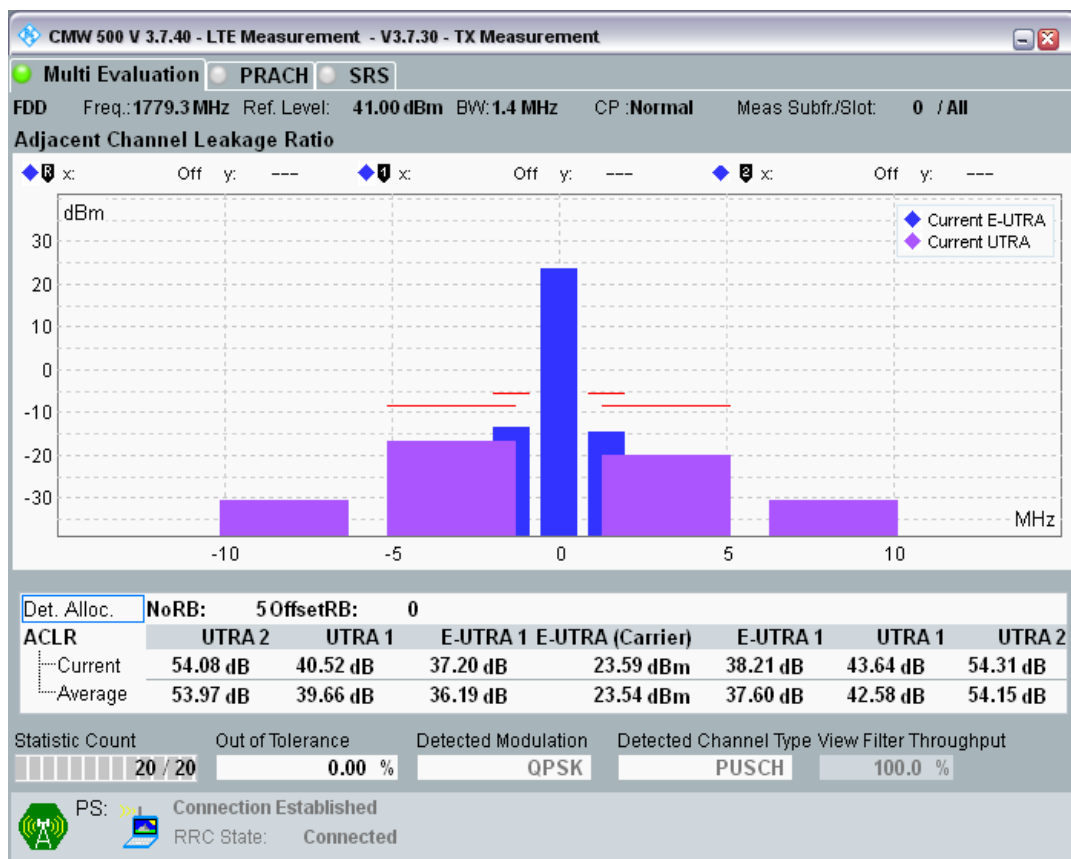 CMW 500 V 3.7.40 - LTE Measurement - V3.7.30 - TX Measurement
Multi Evaluation PRACH SRS
FDD Freq.: 1779.3 MHz Ref. Level: 41.00 dBm BW: 1.4 MHz CP :Normal Meas Subfr./Slot: 0 / All
Adjacent Channel Leakage Ratio
R x: Off y: --- 1 x: Off y: --- 2 x: Off y: ---
dBm
Current E-UTRA
Current UTRA
30
20
10
0
-10
-20
-30
MHz
-10 -5 0 5 10
Det. Alloc. NoRB: 5 OffsetRB: 0
ACLR UTRA 2 UTRA 1 E-UTRA 1 E-UTRA (Carrier) E-UTRA 1 UTRA 1 UTRA 2
Current 54.08 dB 40.52 dB 37.20 dB 23.59 dBm 38.21 dB 43.64 dB 54.31 dB
Average 53.97 dB 39.66 dB 36.19 dB 23.54 dBm 37.60 dB 42.58 dB 54.15 dB
Statistic Count Out of Tolerance Detected Modulation Detected Channel Type View Filter Throughput
20 / 20 0.00 % QPSK PUSCH 100.0 %
PS: Connection Established
RRC State: Connected